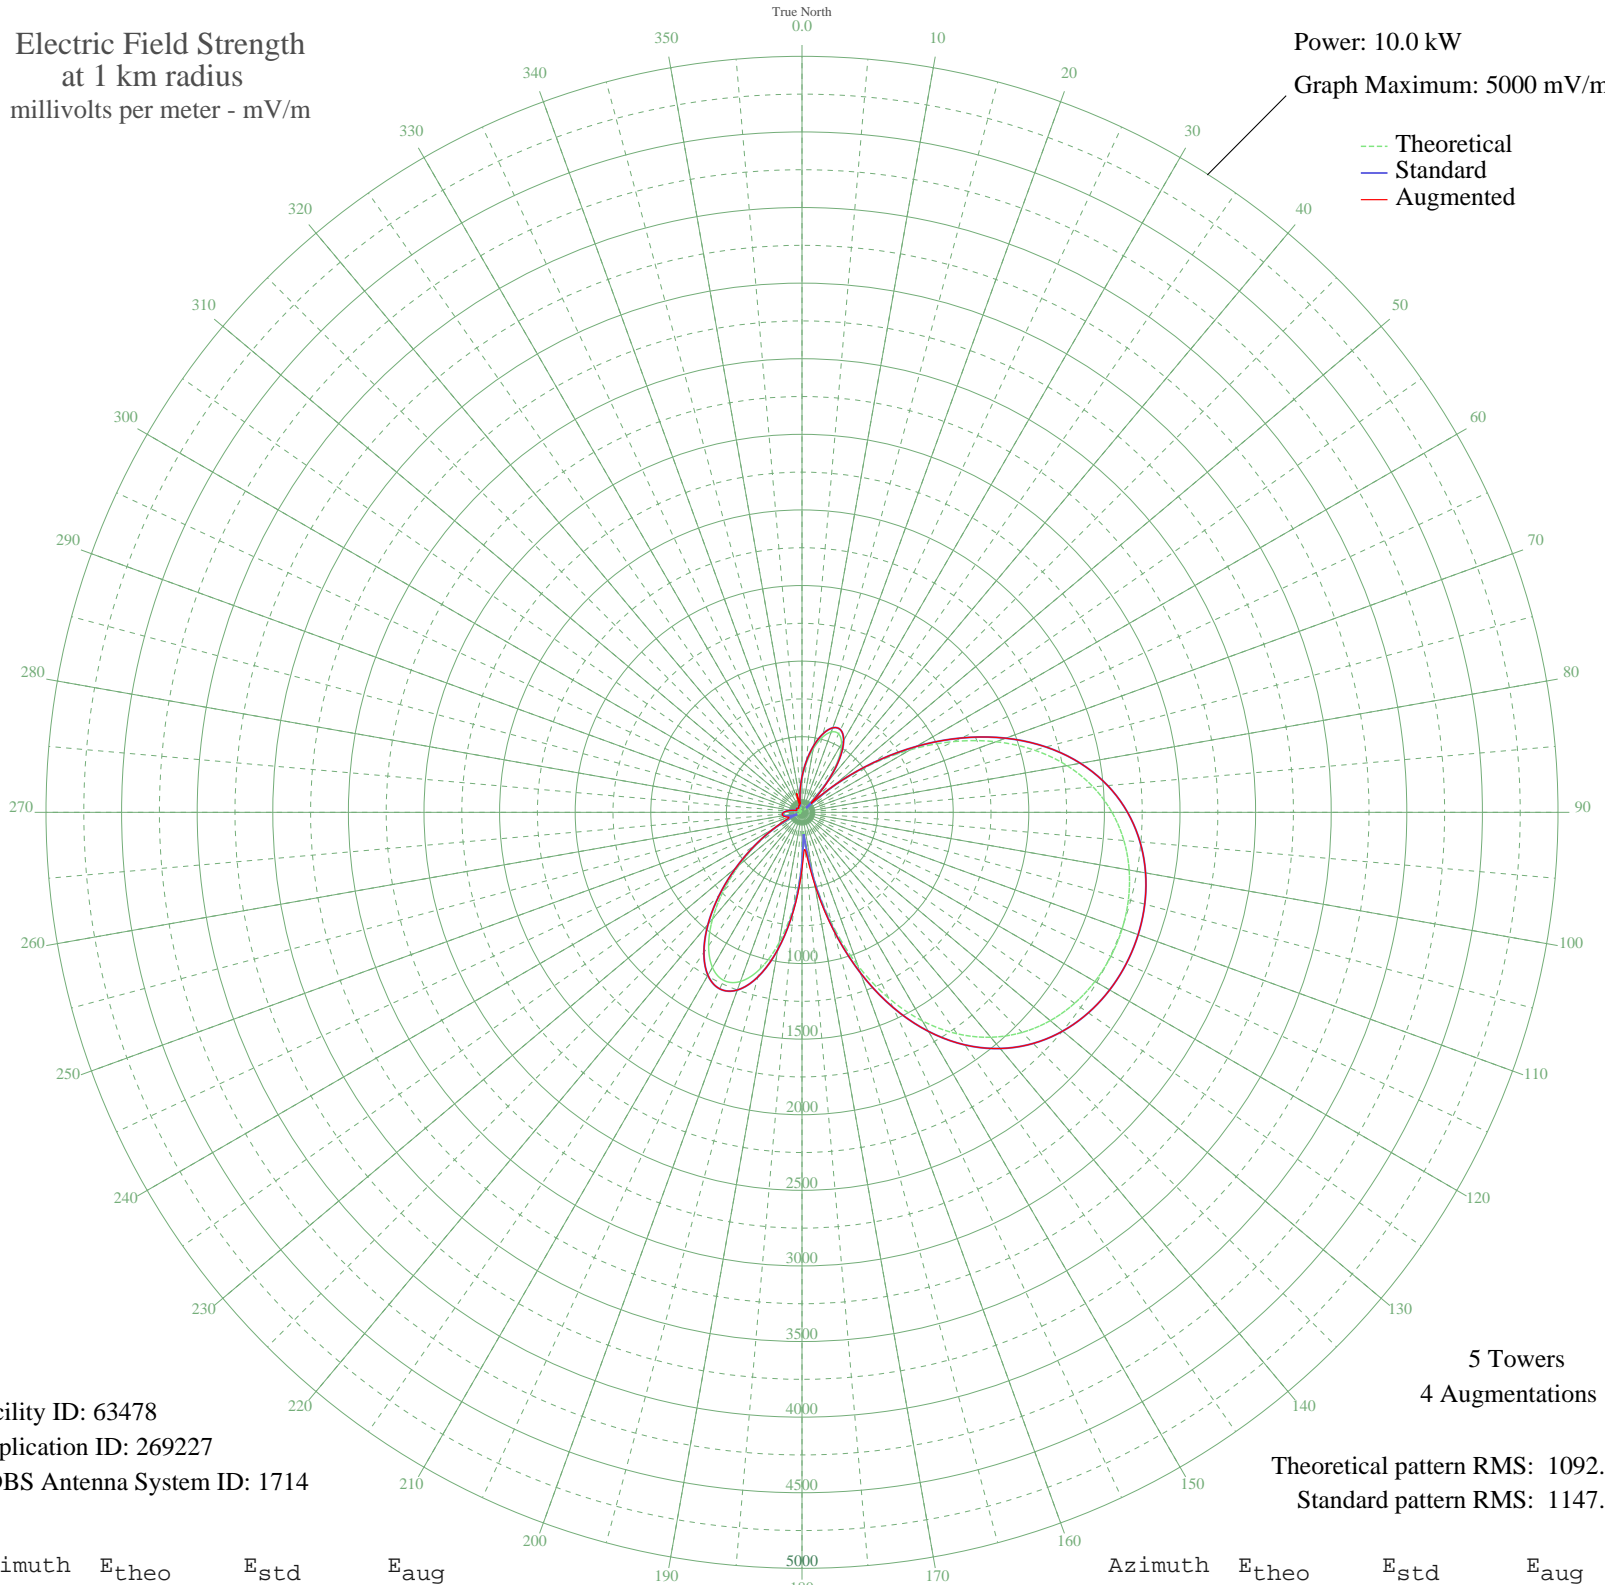 True North
0.0
Electric Field Strength
at 1 km radius
millivolts per meter - mV/m
Power: 10.0 kW
Graph Maximum: 5000 mV/m
Theoretical
Standard
Augmented
10
20
30
40
50
60
70
80
90
100
110
120
130
140
150
160
170
190
200
210
220
230
240
250
260
270
280
290
300
310
320
330
340
350
1000
1500
2000
2500
3000
3500
4000
4500
5000
5 Towers
4 Augmentations
cility ID: 63478
plication ID: 269227
DBS Antenna System ID: 1714
Theoretical pattern RMS: 1092.
Standard pattern RMS: 1147.
imuth Etheo Estd Eaug
Azimuth Etheo Estd Eaug